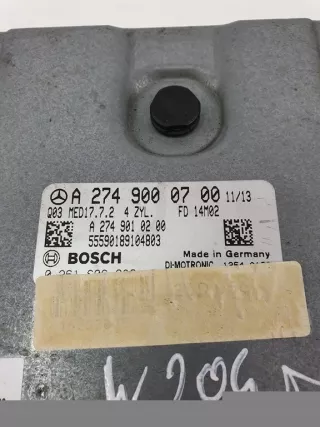 A 274 900 07 00 11/13
Q03 MED17.7.2 4 ZYL. FD 14M02
A 274 901 02 00
55590189104803
BOSCH Made in Germany
DI-MOTRONIC